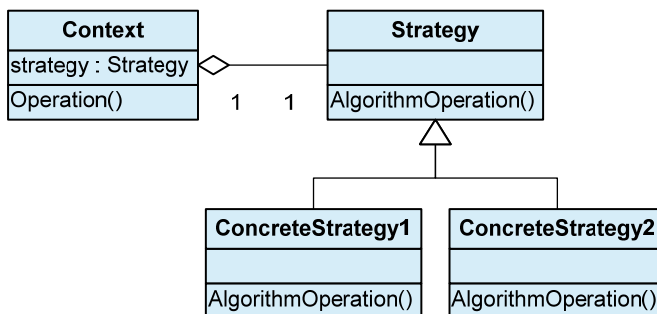 Context
strategy : Strategy
Operation()
1 1
Strategy
AlgorithmOperation()
ConcreteStrategy1
AlgorithmOperation()
ConcreteStrategy2
AlgorithmOperation()